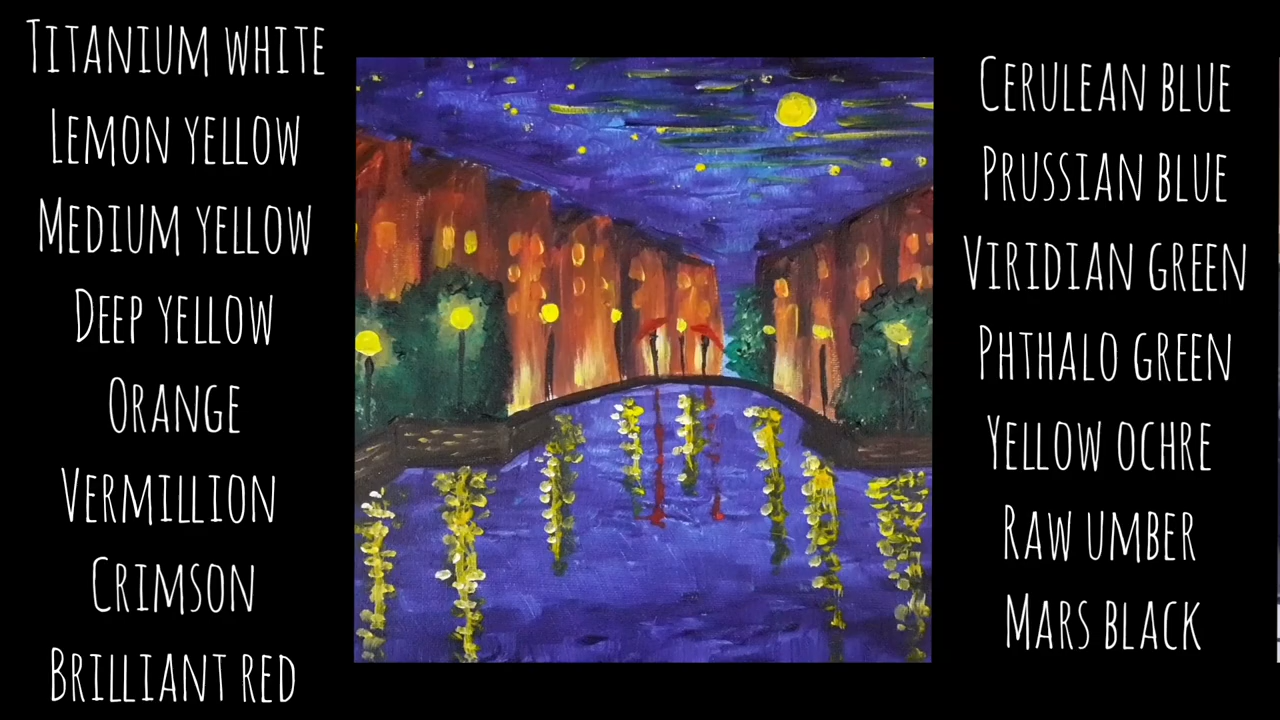 Titanium white
Lemon yellow
Medium yellow
Deep yellow
Orange
Vermillion
Crimson
Brilliant red
Cerulean blue
Prussian blue
Viridian green
Phthalo green
Yellow ochre
Raw umber
Mars black